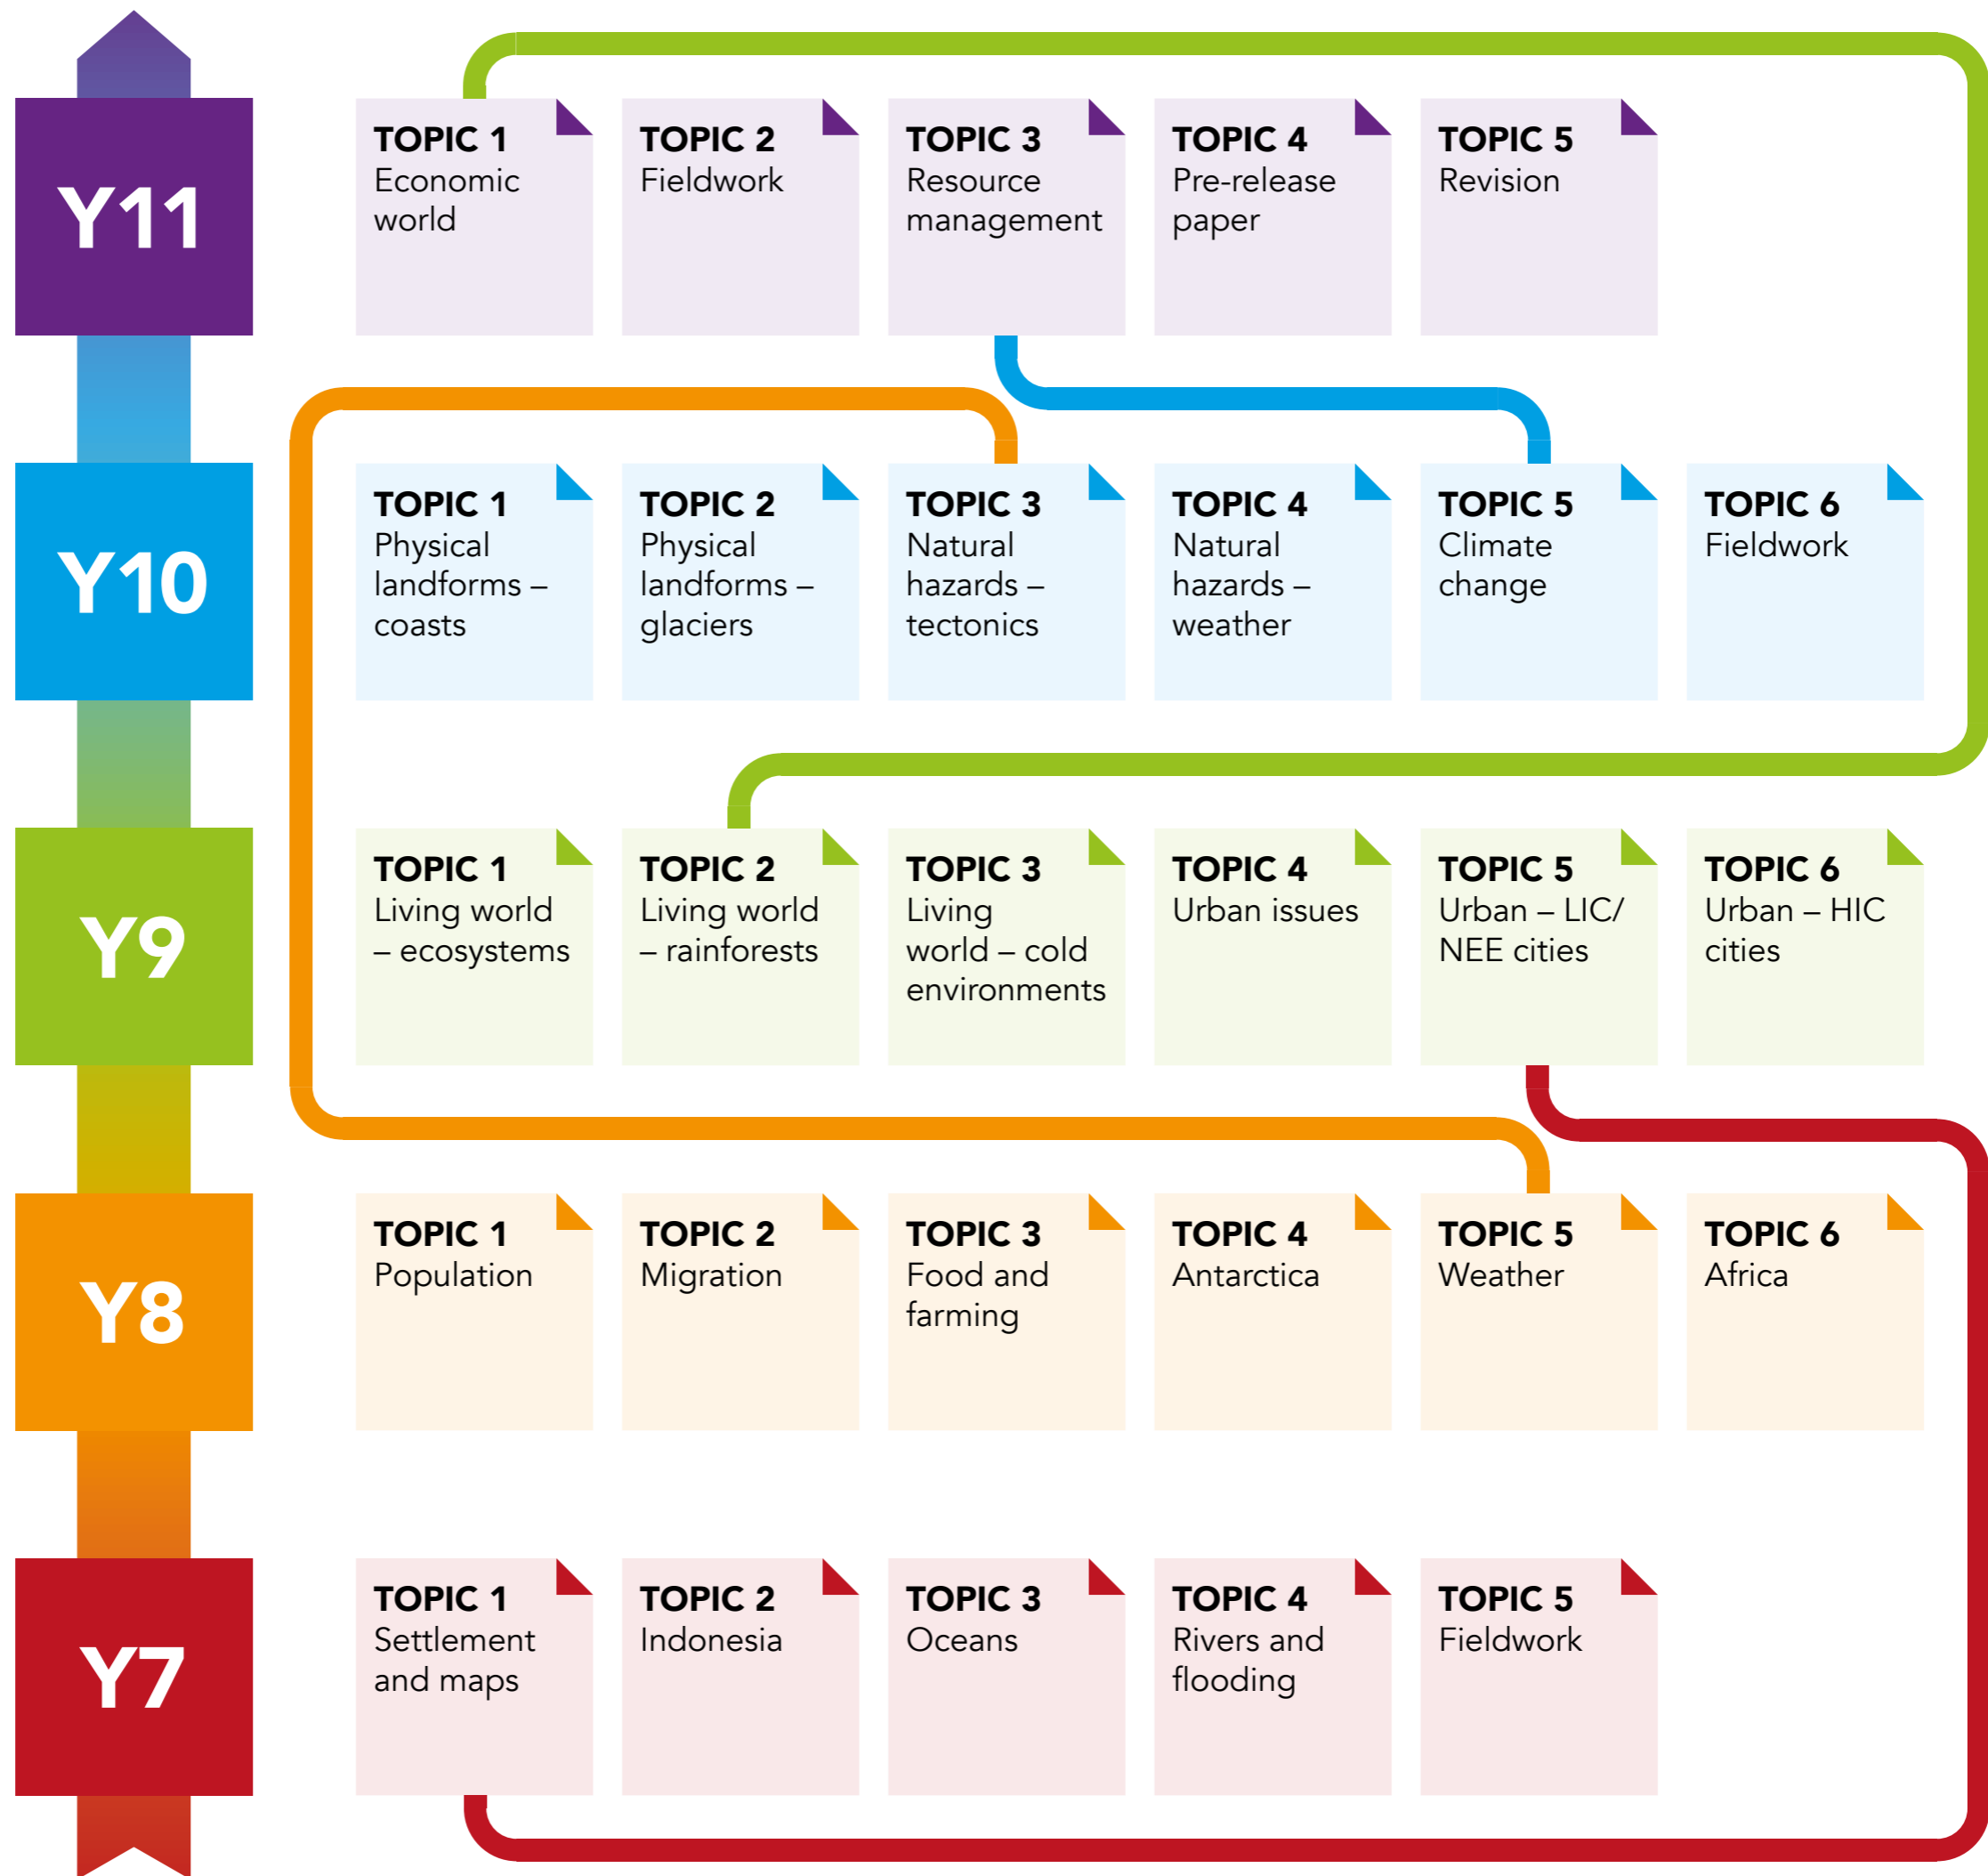 Y11
TOPIC 1
Economic
world
TOPIC 2
Fieldwork
TOPIC 3
Resource
management
TOPIC 4
Pre-release
paper
TOPIC 5
Revision
Y10
TOPIC 1
Physical
landforms –
coasts
TOPIC 2
Physical
landforms –
glaciers
TOPIC 3
Natural
hazards –
tectonics
TOPIC 4
Natural
hazards –
weather
TOPIC 5
Climate
change
TOPIC 6
Fieldwork
Y9
TOPIC 1
Living world
– ecosystems
TOPIC 2
Living world
– rainforests
TOPIC 3
Living
world – cold
environments
TOPIC 4
Urban issues
TOPIC 5
Urban – LIC/
NEE cities
TOPIC 6
Urban – HIC
cities
Y8
TOPIC 1
Population
TOPIC 2
Migration
TOPIC 3
Food and
farming
TOPIC 4
Antarctica
TOPIC 5
Weather
TOPIC 6
Africa
Y7
TOPIC 1
Settlement
and maps
TOPIC 2
Indonesia
TOPIC 3
Oceans
TOPIC 4
Rivers and
flooding
TOPIC 5
Fieldwork